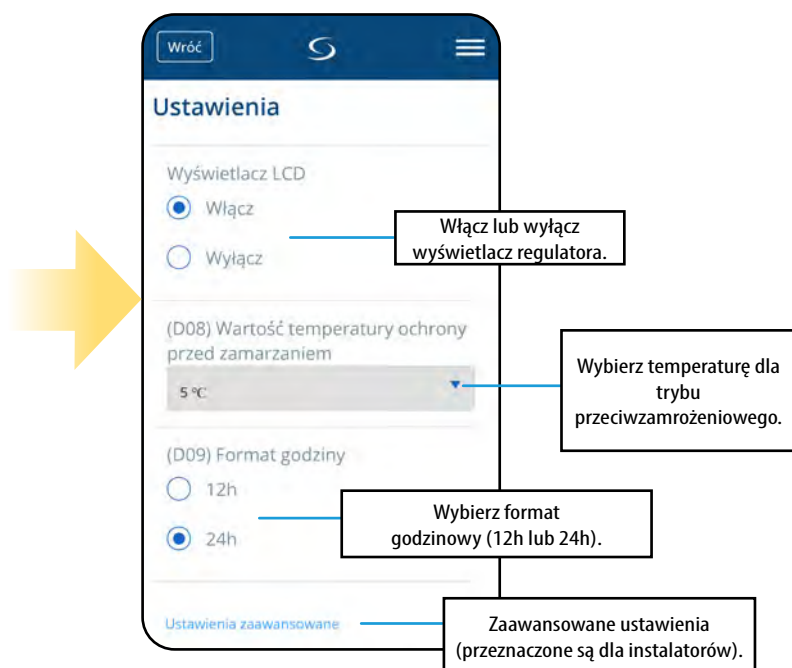 Wróć
Ustawienia
Wyświetlacz LCD
Włącz
Wyłącz
Włącz lub wyłącz
wyświetlacz regulatora.
(D08) Wartość temperatury ochrony
przed zamarzaniem
5 °C
Wybierz temperaturę dla
trybu
przeciwzamrożeniowego.
(D09) Format godziny
12h
24h
Wybierz format
godzinowy (12h lub 24h).
Ustawienia zaawansowane
Zaawansowane ustawienia
(przeznaczone są dla instalatorów).